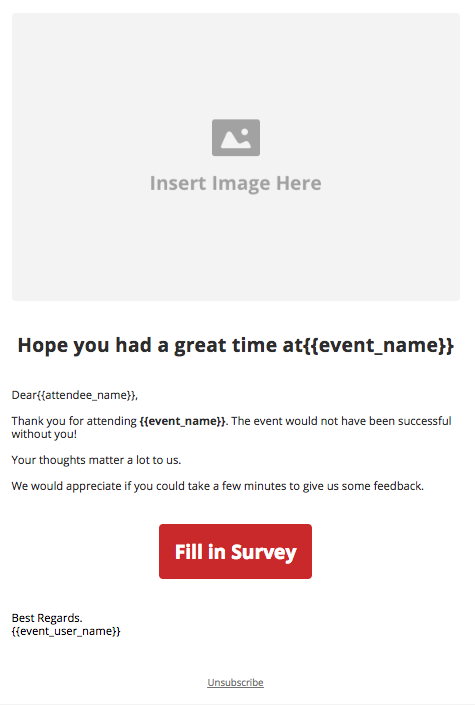 Insert Image Here
Hope you had a great time at{{event_name}}
Dear{{attendee_name}},
Thank you for attending {{event_name}}. The event would not have been successful
without you!
Your thoughts matter a lot to us.
We would appreciate if you could take a few minutes to give us some feedback.
Fill in Survey
Best Regards.
{{event_user_name}}
Unsubscribe